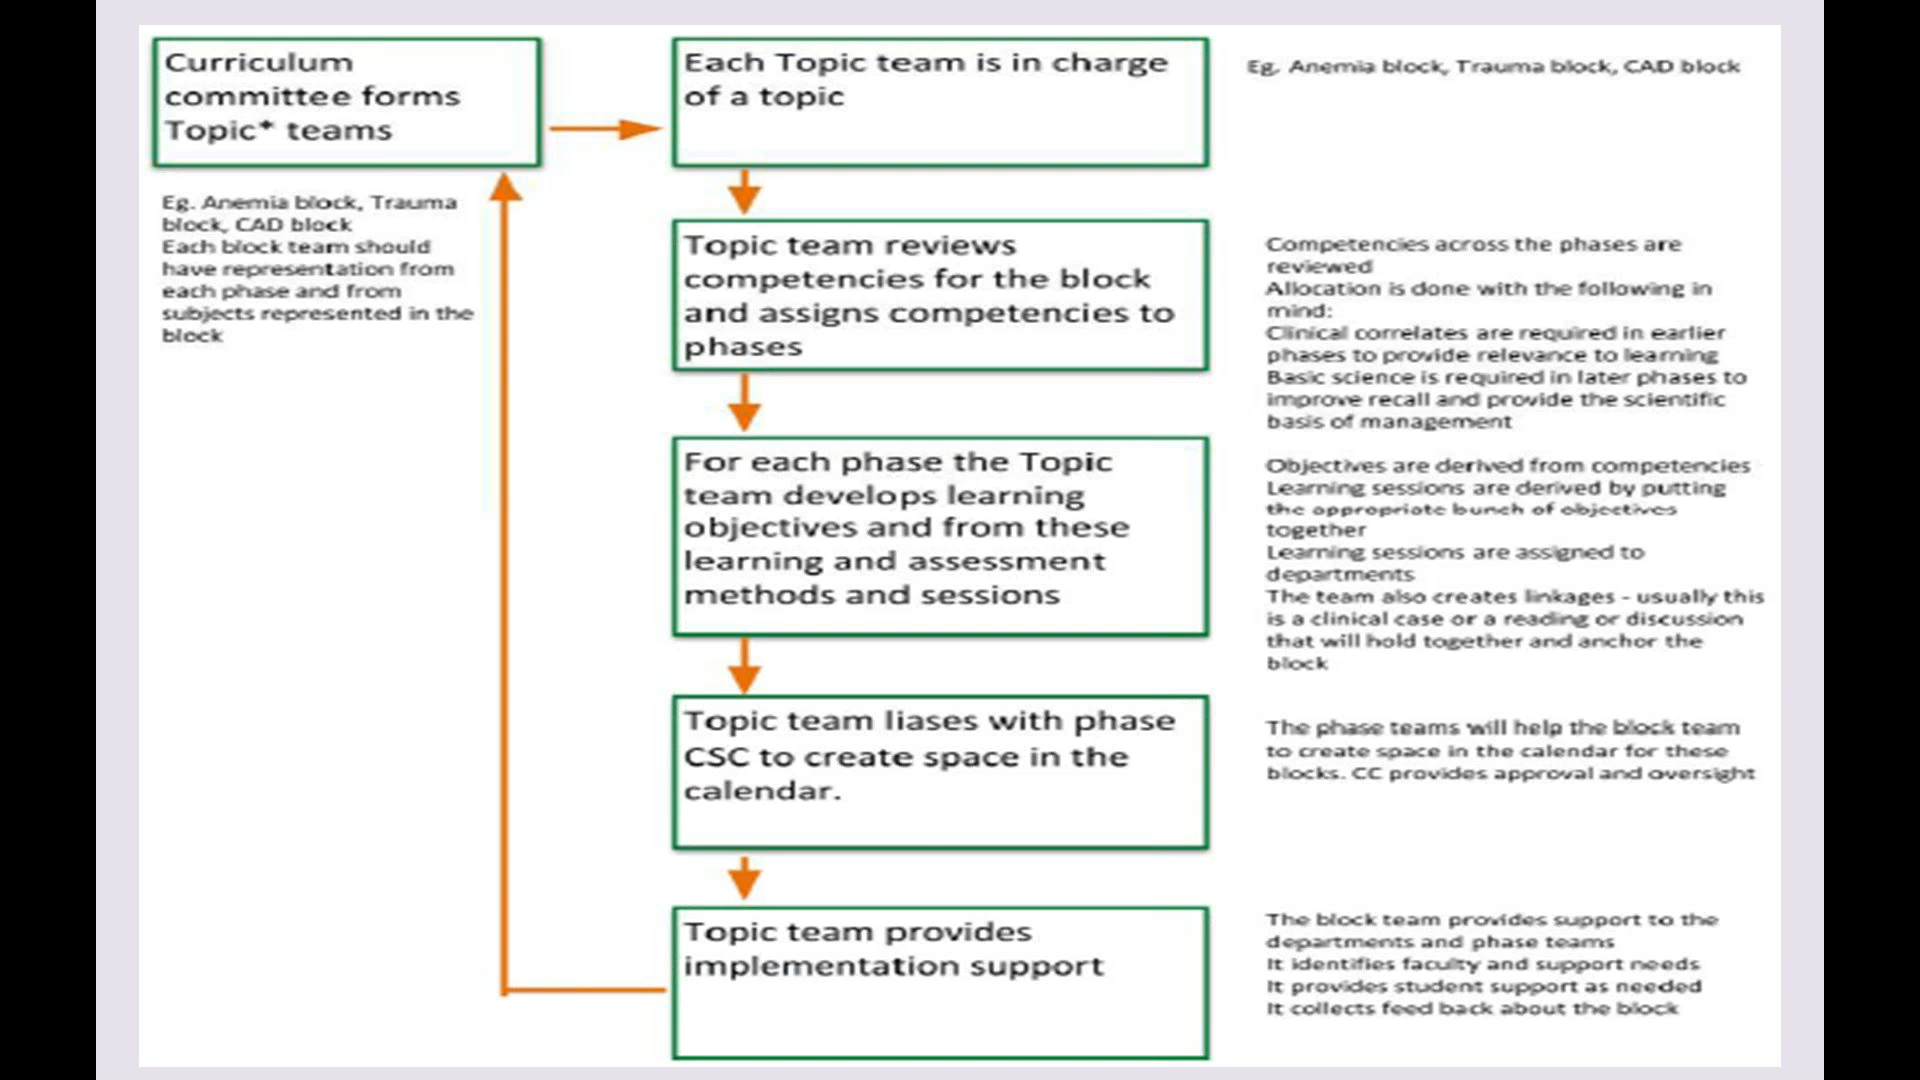 Curriculum
committee forms
Topic* teams
Eg. Anemia block, Trauma
block, CAD block
Each block team should
have representation from
each phase and from
subjects represented in the
block
Each Topic team is in charge
of a topic
Eg. Anemia block, Trauma block, CAD block
Topic team reviews
competencies for the block
and assigns competencies to
phases
Competencies across the phases are
reviewed
Allocation is done with the following in
mind:
Clinical correlates are required in earlier
phases to provide relevance to learning
Basic science is required in later phases to
improve recall and provide the scientific
basis of management
For each phase the Topic
team develops learning
objectives and from these
learning and assessment
methods and sessions
Objectives are derived from competencies
Learning sessions are derived by putting
the appropriate bunch of objectives
together
Learning sessions are assigned to
departments
The team also creates linkages - usually this
is a clinical case or a reading or discussion
that will hold together and anchor the
block
Topic team liases with phase
CSC to create space in the
calendar.
The phase teams will help the block team
to create space in the calendar for these
blocks. CC provides approval and oversight
Topic team provides
implementation support
The block team provides support to the
departments and phase teams
It identifies faculty and support needs
It provides student support as needed
It collects feed back about the block